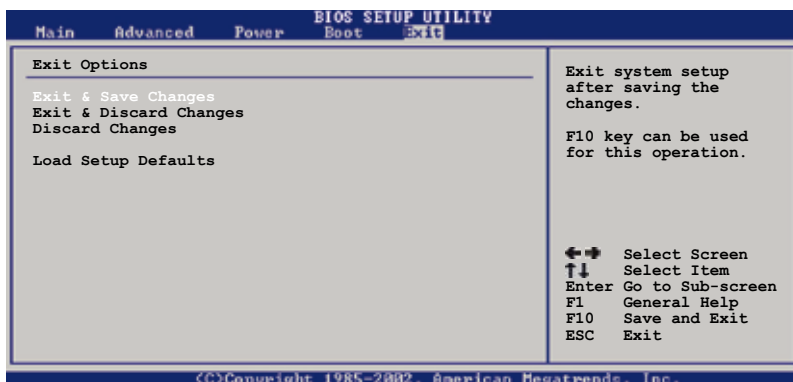 BIOS SETUP UTILITY
Main Advanced Power Boot Exit
Exit Options
Exit & Save Changes
Exit & Discard Changes
Discard Changes
Load Setup Defaults
Exit system setup
after saving the
changes.
F10 key can be used
for this operation.
←→ Select Screen
↑↓ Select Item
Enter Go to Sub-screen
F1 General Help
F10 Save and Exit
ESC Exit
(C)Copyright 1985-2002, American Megatrends, Inc.